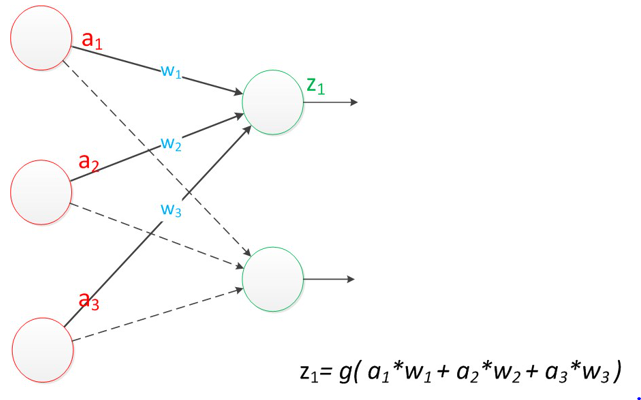 a₁
w₁
z₁
w₂
a₂
w₃
a₃
z₁= g( a₁*w₁ + a₂*w₂ + a₃*w₃ )